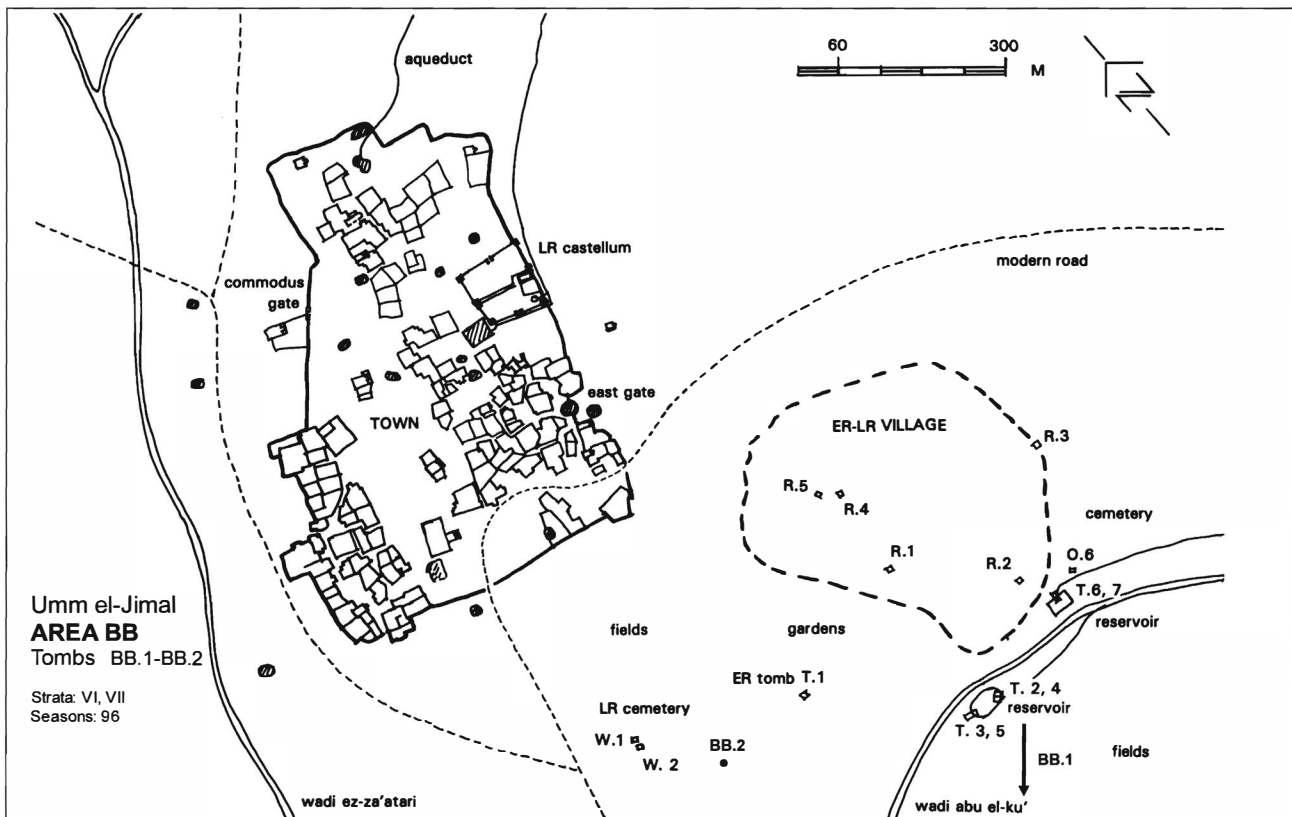 aqueduct
60
300
M
LR castellum
commodus
gate
modern road
east gate
TOWN
ER-LR VILLAGE
R.3
R.5
R.4
cemetery
R.1
R.2
O.6
T.6, 7
Umm el-Jimal
AREA BB
Tombs BB.1-BB.2
Strata: VI, VII
Seasons: 96
fields
gardens
reservoir
ER tomb T.1
T. 2, 4
reservoir
T. 3, 5
LR cemetery
W.1
W. 2
BB.2
BB.1
fields
wadi ez-za'atari
wadi abu el-ku'